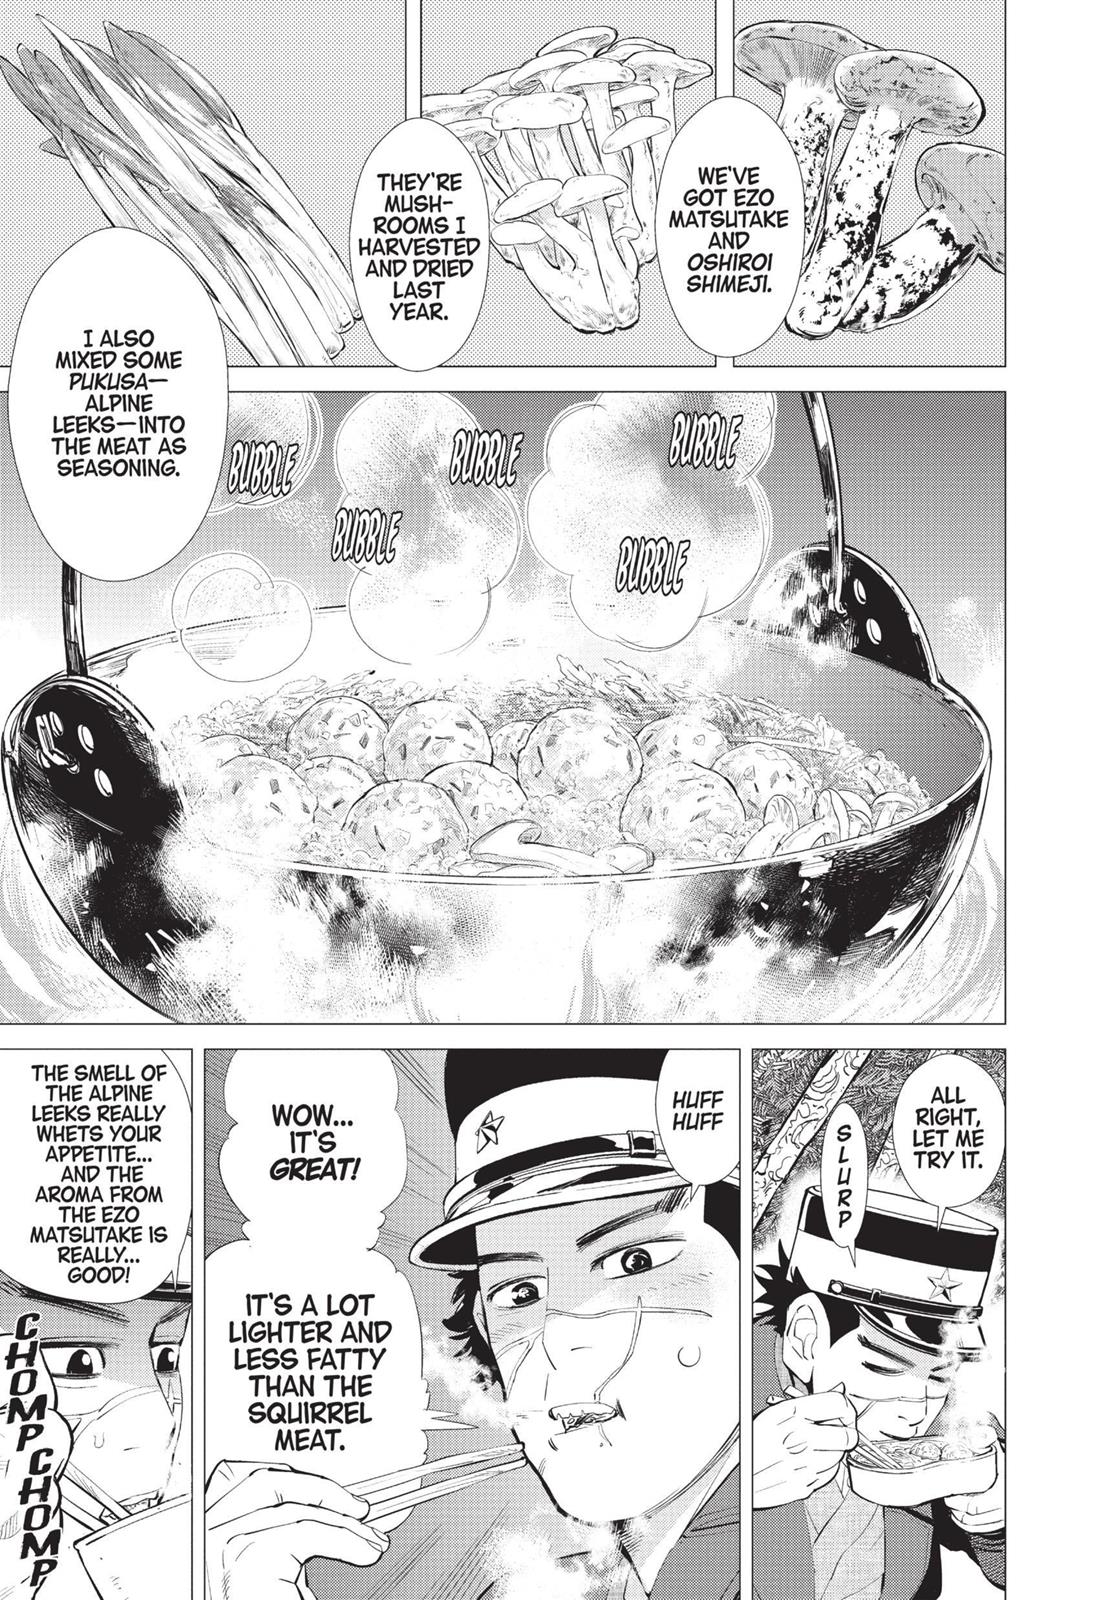 WE'VE
GOT EZO
MATSUTAKE
AND
OSHIROI
SHIMEJI.
THEY'RE
MUSH-
ROOMS I
HARVESTED
AND DRIED
LAST
YEAR.
I ALSO
MIXED SOME
PUKUSA—
ALPINE
LEEKS—INTO
THE MEAT AS
SEASONING.
BUBBLE
BUBBLE
BUBBLE
BUBBLE
BUBBLE
ALL
RIGHT,
LET ME
TRY IT.
SLURP
HUFF
HUFF
WOW...
IT'S
GREAT!
IT'S A LOT
LIGHTER AND
LESS FATTY
THAN THE
SQUIRREL
MEAT.
THE SMELL OF
THE ALPINE
LEEKS REALLY
WHETS YOUR
APPETITE...
AND THE
AROMA FROM
THE EZO
MATSUTAKE IS
REALLY...
GOOD!
CHOMP CHOMP